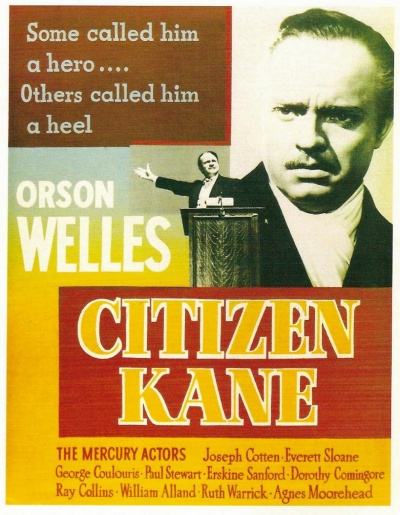 Some called him
a hero....
Others called him
a heel
ORSON
WELLES
CITIZEN
KANE
THE MERCURY ACTORS Joseph Cotten · Everett Sloane
George Coulouris · Paul Stewart · Erskine Sanford · Dorothy Comingore
Ray Collins · William Alland · Ruth Warrick · Agnes Moorehead